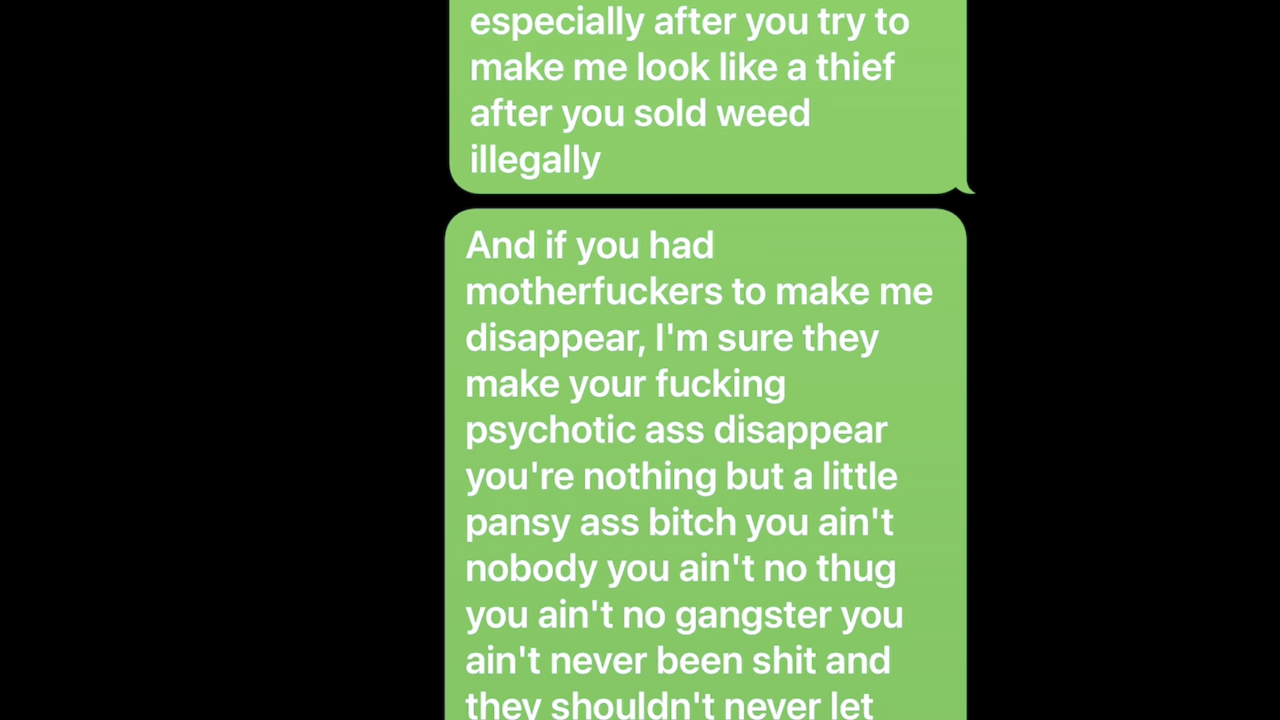 especially after you try to
make me look like a thief
after you sold weed
illegally
And if you had
motherfuckers to make me
disappear, I'm sure they
make your fucking
psychotic ass disappear
you're nothing but a little
pansy ass bitch you ain't
nobody you ain't no thug
you ain't no gangster you
ain't never been shit and
they shouldn't never let